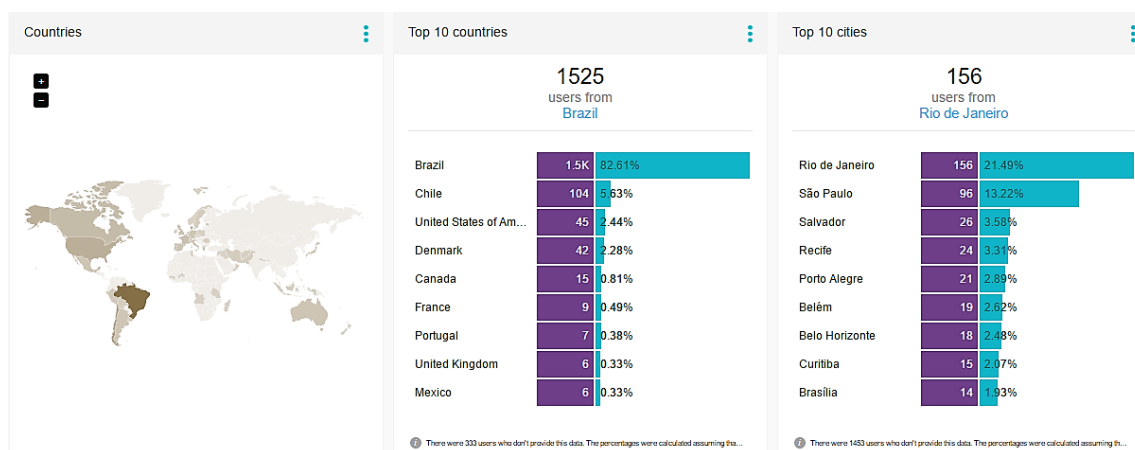 Countries
+
−
Top 10 countries
1525
users from
Brazil
Brazil 1.5K 82.61%
Chile 104 5.63%
United States of Am... 45 2.44%
Denmark 42 2.28%
Canada 15 0.81%
France 9 0.49%
Portugal 7 0.38%
United Kingdom 6 0.33%
Mexico 6 0.33%
i There were 333 users who don't provide this data. The percentages were calculated assuming tha...
Top 10 cities
156
users from
Rio de Janeiro
Rio de Janeiro 156 21.49%
São Paulo 96 13.22%
Salvador 26 3.58%
Recife 24 3.31%
Porto Alegre 21 2.89%
Belém 19 2.62%
Belo Horizonte 18 2.48%
Curitiba 15 2.07%
Brasília 14 1.93%
i There were 1453 users who don't provide this data. The percentages were calculated assuming th...